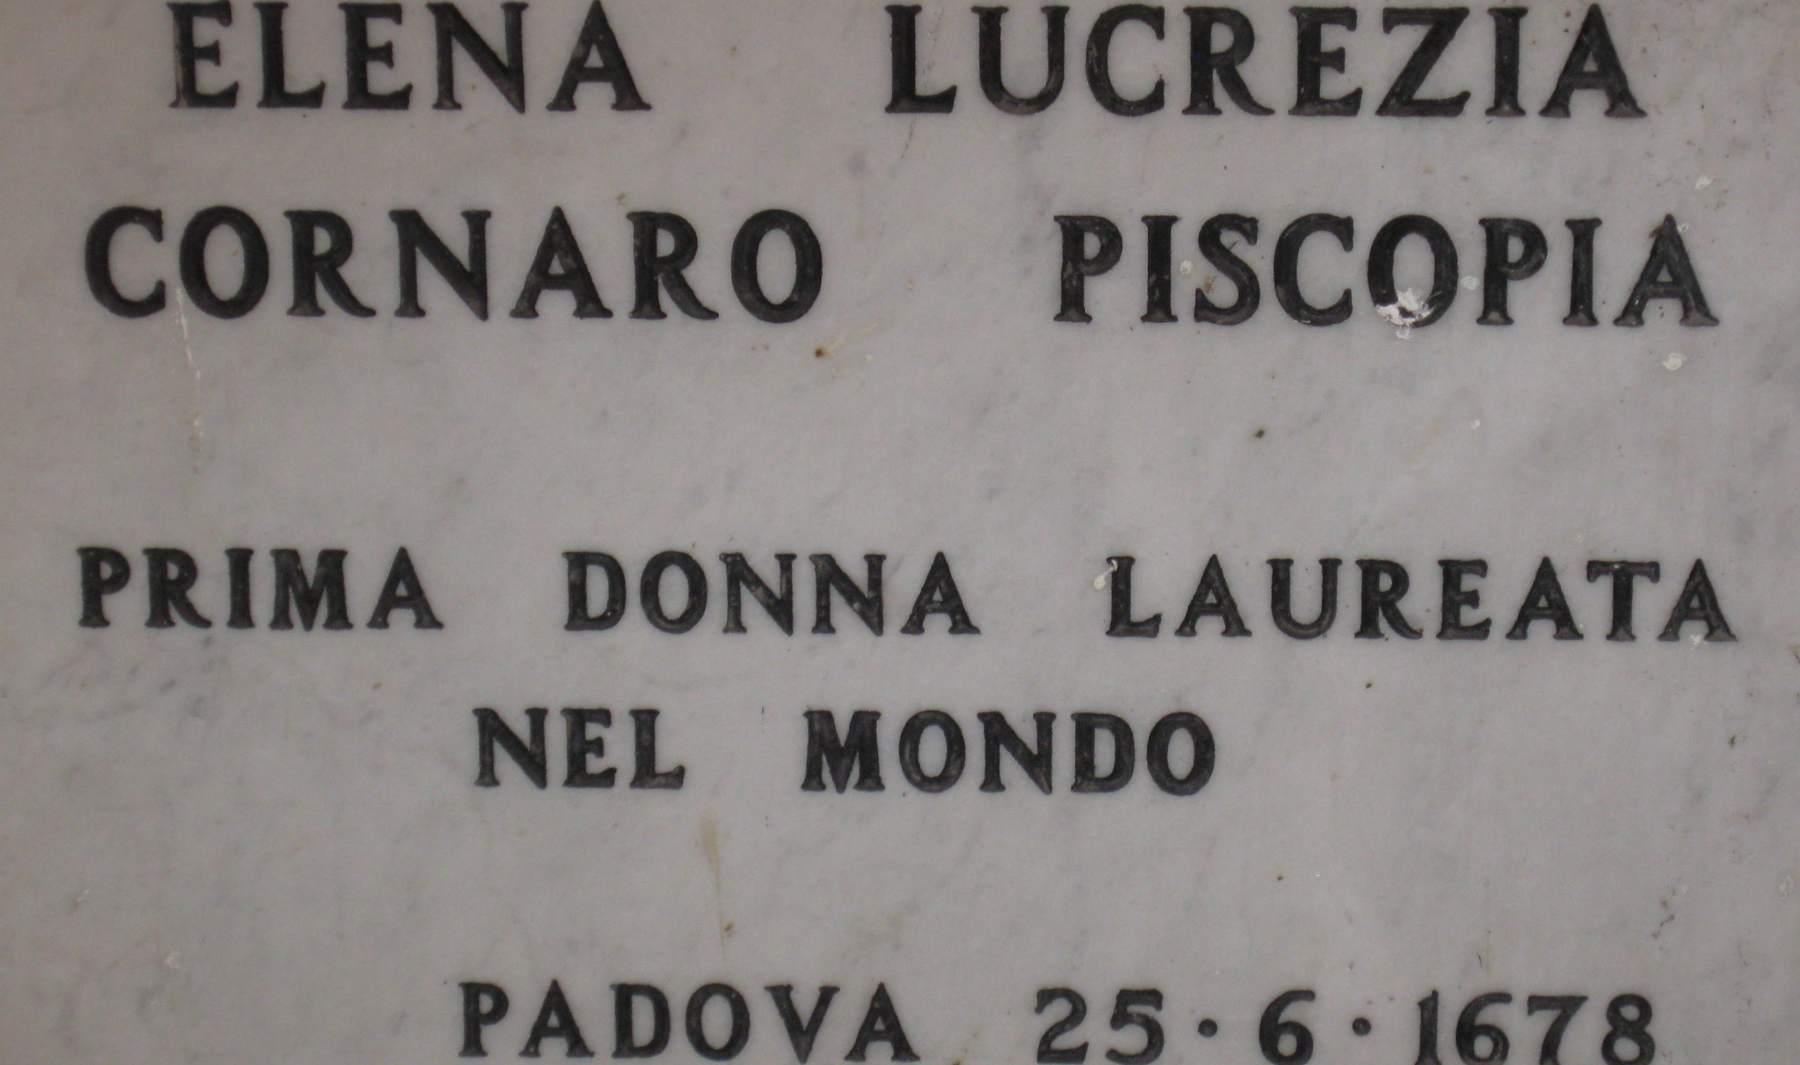 ELENA LUCREZIA
CORNARO PISCOPIA
PRIMA DONNA LAUREATA
NEL MONDO
PADOVA 25·6·1678